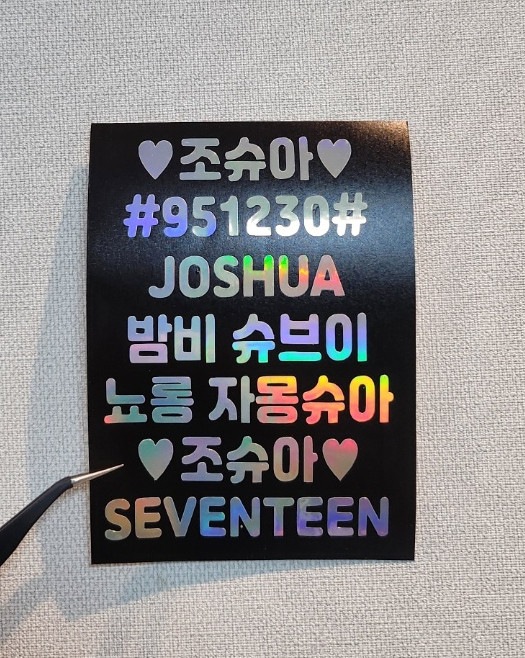 ♥조슈아♥
#951230#
JOSHUA
밤비 슈브이
뇨롱 자몽슈아
♥조슈아♥
SEVENTEEN